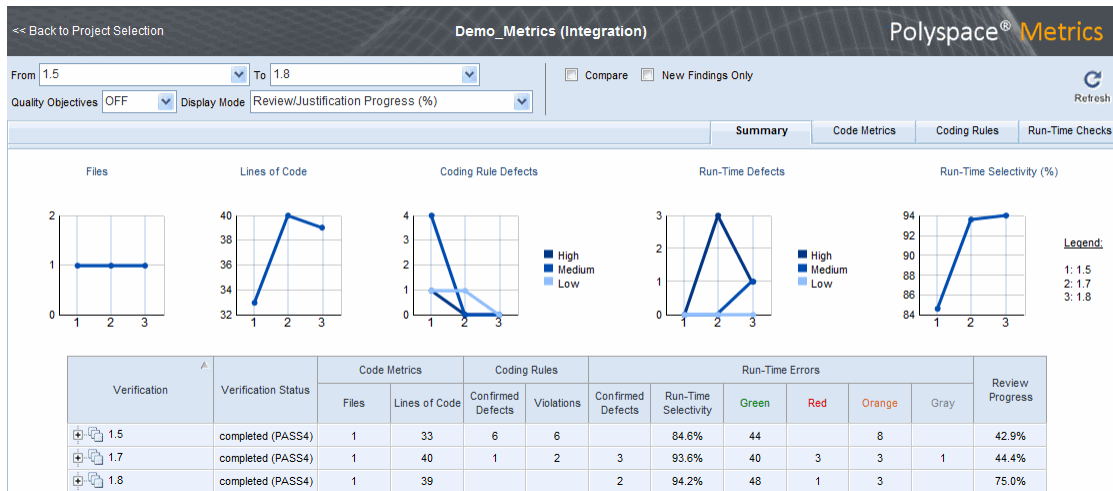 << Back to Project Selection Demo_Metrics (Integration) Polyspace® Metrics
From 1.5 To 1.8 Compare New Findings Only
Quality Objectives OFF Display Mode Review/Justification Progress (%) Refresh
Summary Code Metrics Coding Rules Run-Time Checks
Files Lines of Code Coding Rule Defects Run-Time Defects Run-Time Selectivity (%)
2
1
0
1 2 3
40
38
36
34
32
1 2 3
4
3
2
1
0
1 2 3
High
Medium
Low
3
2
1
0
1 2 3
High
Medium
Low
94
92
90
88
86
84
1 2 3
Legend:
1: 1.5
2: 1.7
3: 1.8
Verification Verification Status Code Metrics Coding Rules Run-Time Errors Review Progress
Files Lines of Code Confirmed Defects Violations Confirmed Defects Run-Time Selectivity Green Red Orange Gray
1.5 completed (PASS4) 1 33 6 6 84.6% 44 8 42.9%
1.7 completed (PASS4) 1 40 1 2 3 93.6% 40 3 3 1 44.4%
1.8 completed (PASS4) 1 39 2 94.2% 48 1 3 75.0%